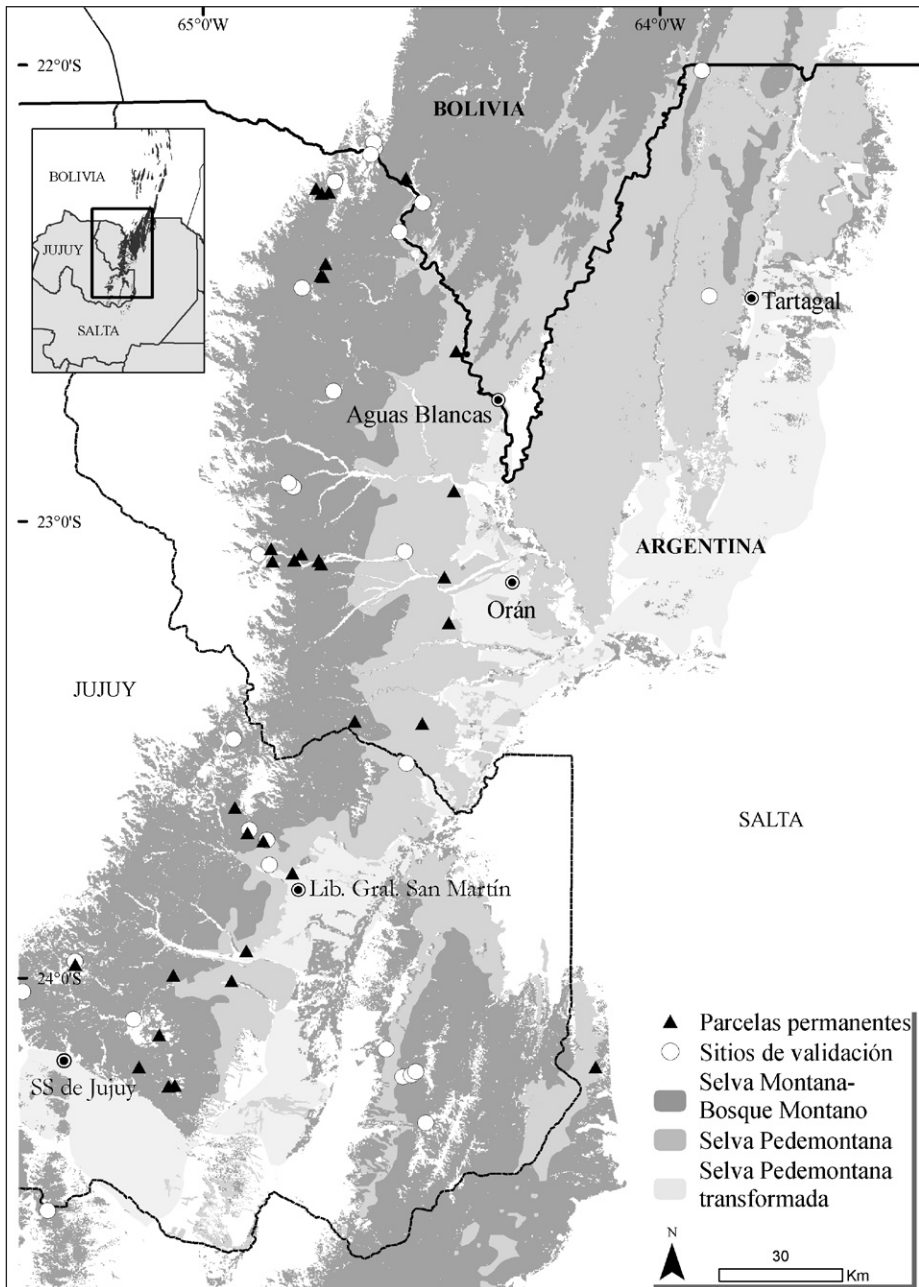 65°0'W
64°0'W
22°0'S
BOLIVIA
BOLIVIA
JUJUY
SALTA
Tartagal
Aguas Blancas
23°0'S
ARGENTINA
Orán
JUJUY
SALTA
Lib. Gral. San Martín
24°0'S
SS de Jujuy
Parcelas permanentes
Sitios de validación
Selva Montana-
Bosque Montano
Selva Pedemontana
Selva Pedemontana
transformada
N
30
Km